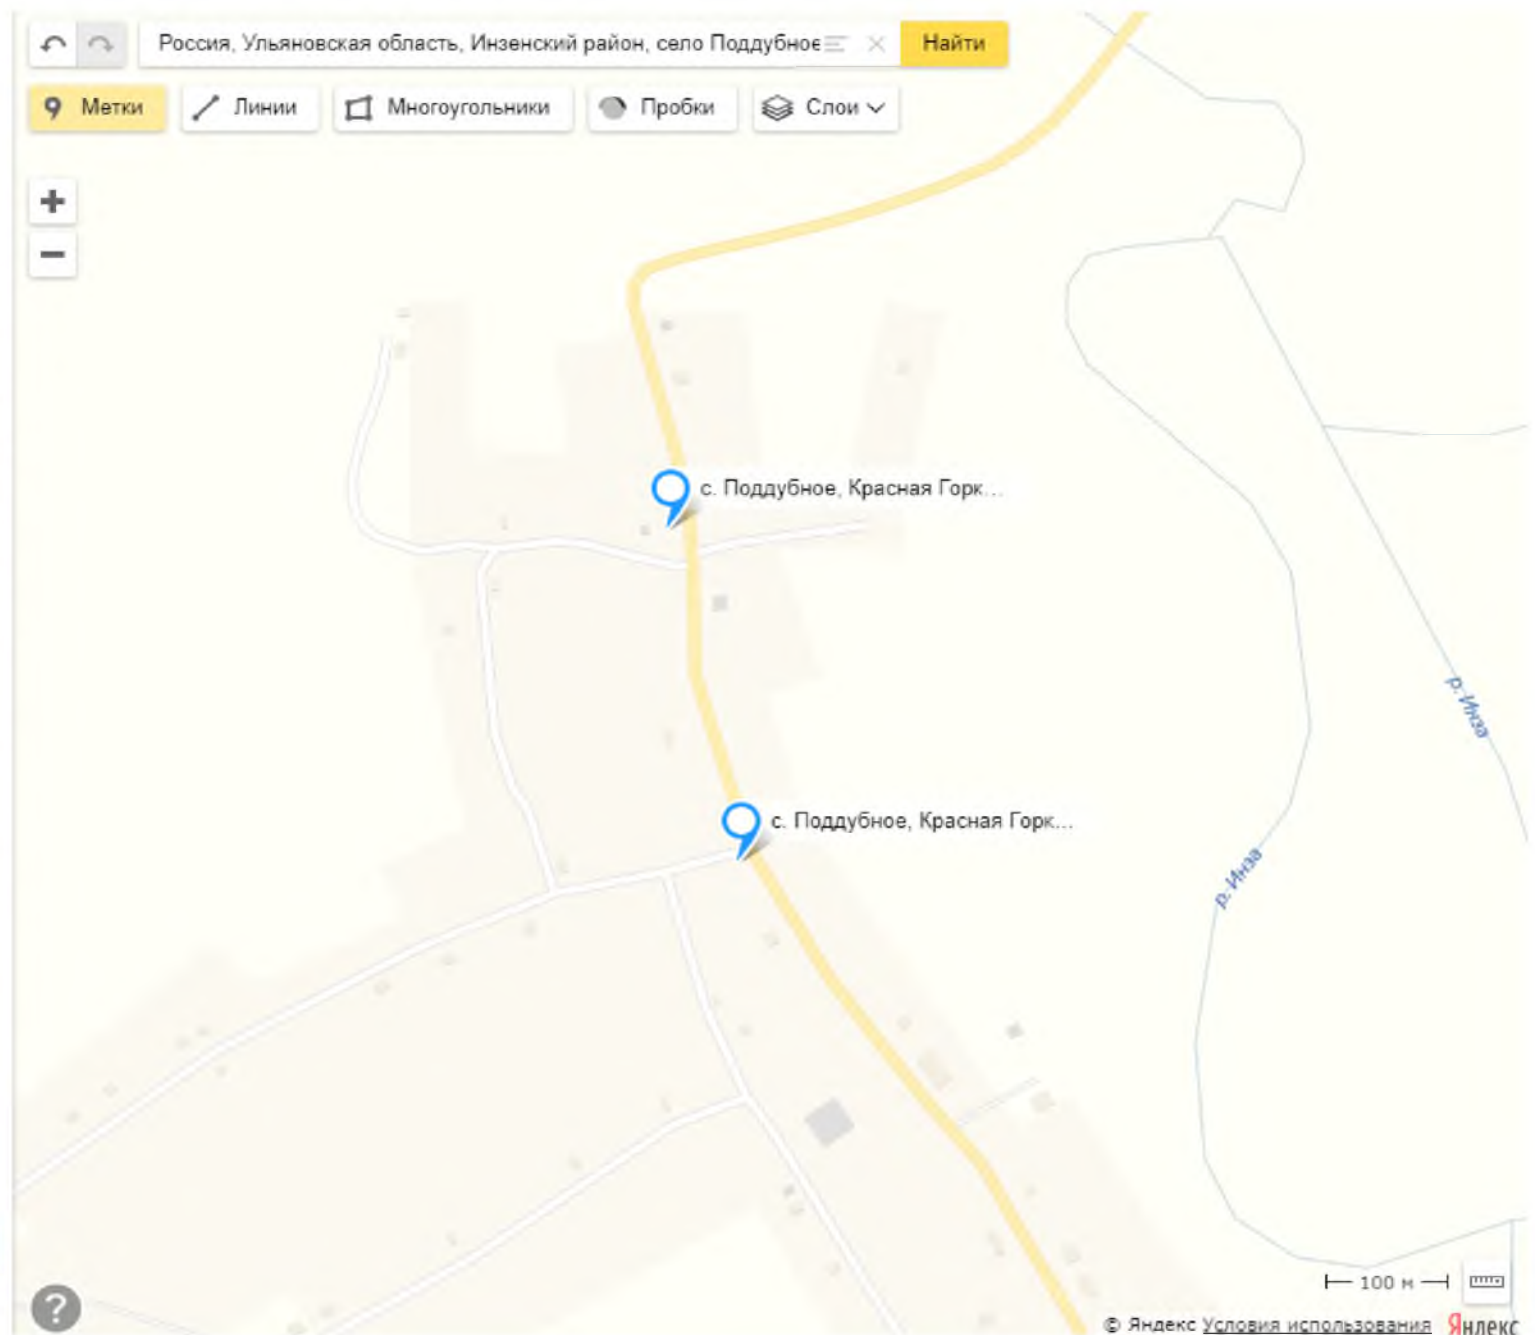 Россия, Ульяновская область, Инзенский район, село Поддубное
Найти
Метки
Линии
Многоугольники
Пробки
Слои
с. Поддубное, Красная Горк...
с. Поддубное, Красная Горк...
р. Инза
р. Инза
100 м
?
© Яндекс Условия использования Яндекс